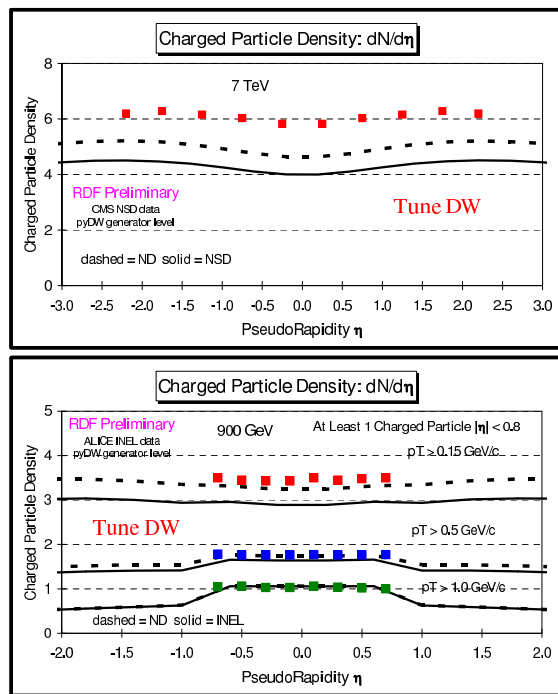 Charged Particle Density: dN/dη
8
7 TeV
6
4
RDF Preliminary
CMS NSD data
pyDW generator level
Tune DW
2
dashed = ND solid = NSD
0
-3.0 -2.5 -2.0 -1.5 -1.0 -0.5 0.0 0.5 1.0 1.5 2.0 2.5 3.0
PseudoRapidity η
Charged Particle Density
Charged Particle Density: dN/dη
5
RDF Preliminary
ALICE INEL data
pyDW generator level
900 GeV
At Least 1 Charged Particle |η| < 0.8
4
pT > 0.15 GeV/c
3
Tune DW
2
pT > 0.5 GeV/c
1
pT > 1.0 GeV/c
dashed = ND solid = INEL
0
-2.0 -1.5 -1.0 -0.5 0.0 0.5 1.0 1.5 2.0
PseudoRapidity η
Charged Particle Density